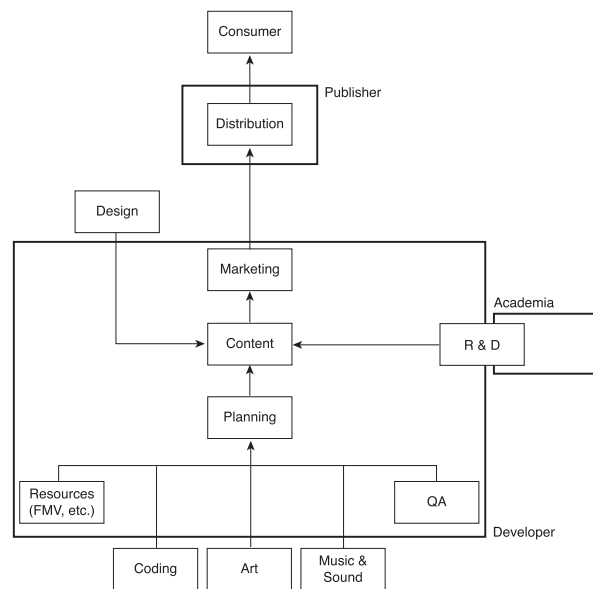 Consumer
Publisher
Distribution
Design
Marketing
Academia
Content
R & D
Planning
Resources
(FMV, etc.)
QA
Developer
Coding
Art
Music &
Sound